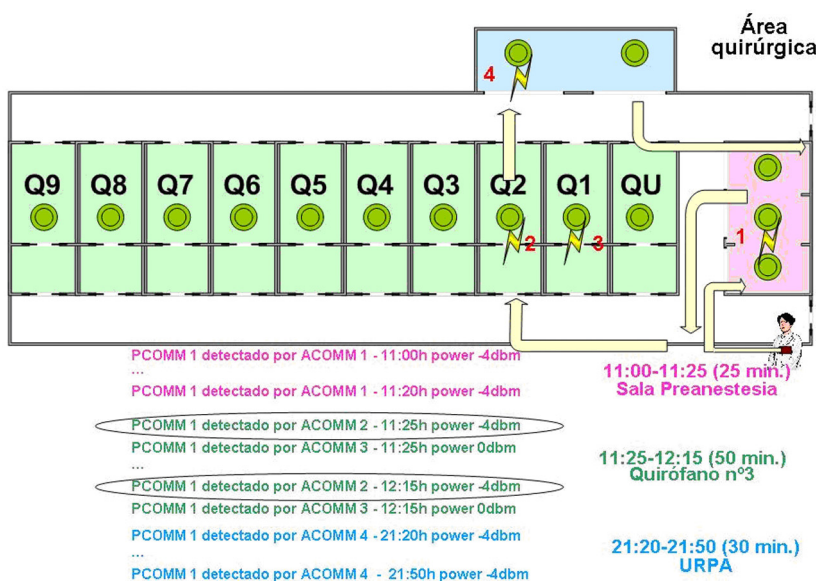 Área
quirúrgica
4
Q9 Q8 Q7 Q6 Q5 Q4 Q3 Q2 Q1 QU
2 3 1
PCOMM 1 detectado por ACOMM 1 - 11:00h power -4dbm
...
PCOMM 1 detectado por ACOMM 1 - 11:20h power -4dbm
11:00-11:25 (25 min.)
Sala Preanestesia
PCOMM 1 detectado por ACOMM 2 - 11:25h power -4dbm
PCOMM 1 detectado por ACOMM 3 - 11:25h power 0dbm
...
PCOMM 1 detectado por ACOMM 2 - 12:15h power -4dbm
PCOMM 1 detectado por ACOMM 3 - 12:15h power 0dbm
11:25-12:15 (50 min.)
Quirófano nº3
PCOMM 1 detectado por ACOMM 4 - 21:20h power -4dbm
...
PCOMM 1 detectado por ACOMM 4 - 21:50h power -4dbm
21:20-21:50 (30 min.)
URPA